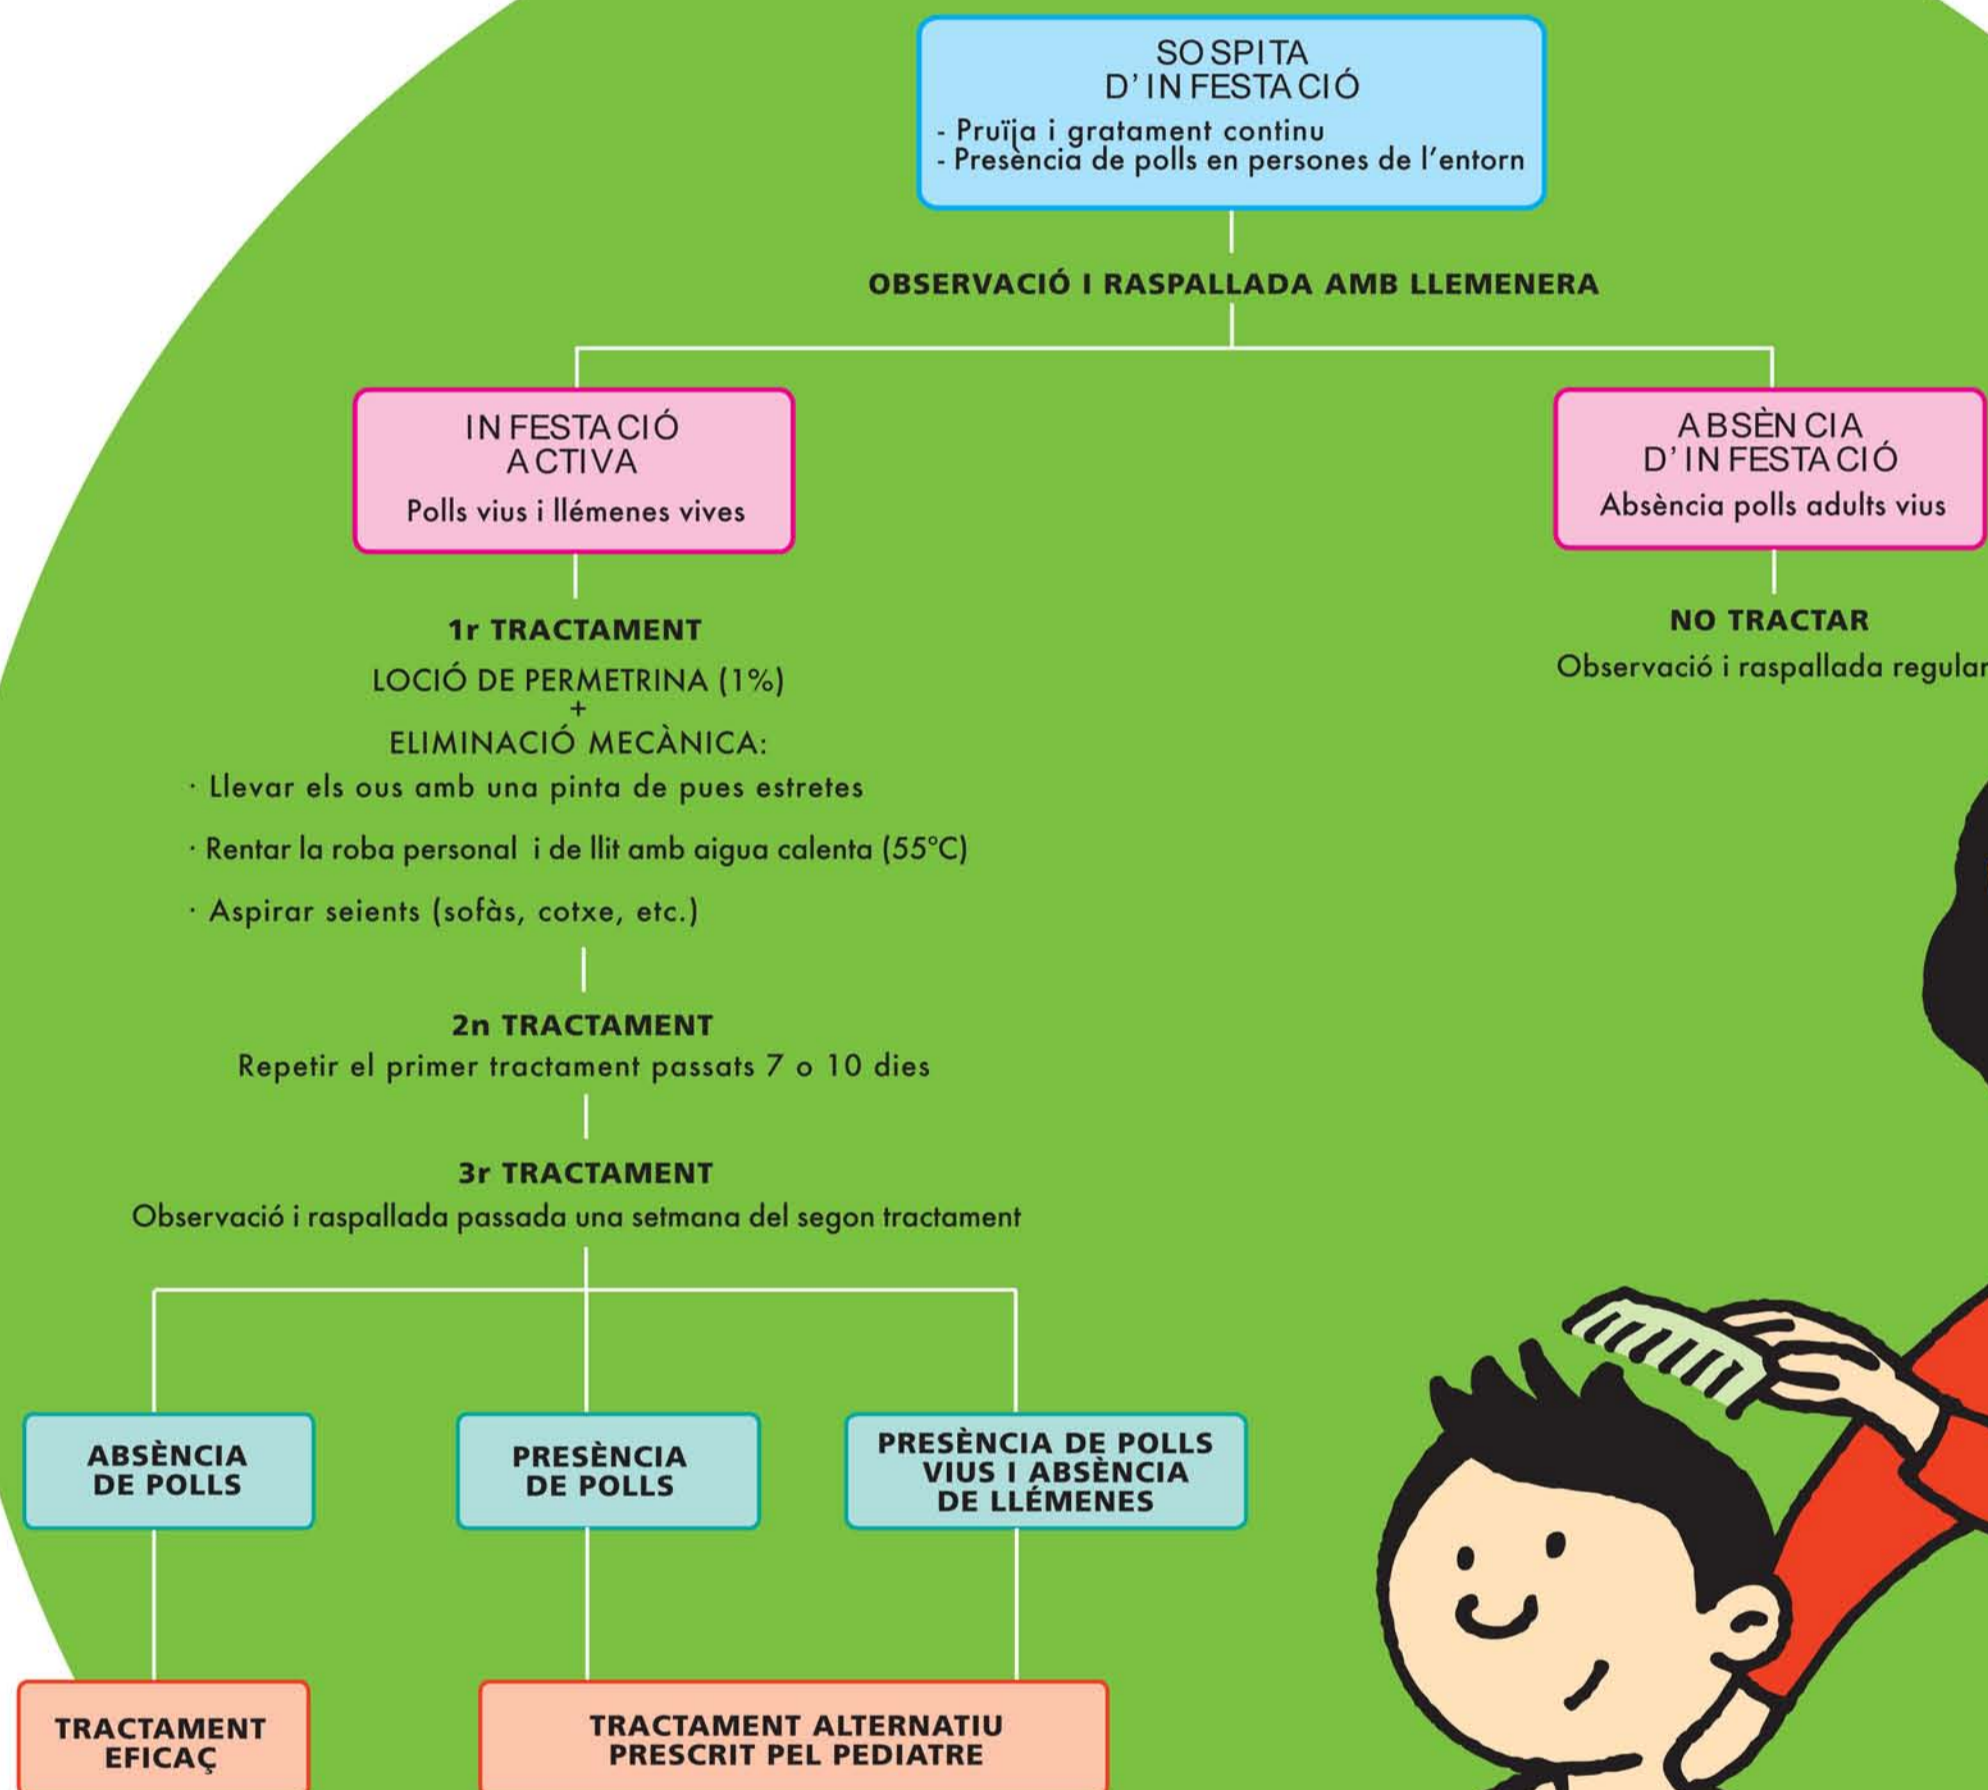 SOSPITA
D'INFESTACIÓ
- Pruïja i gratament continu
- Presència de polls en persones de l'entorn
OBSERVACIÓ I RASPALLADA AMB LLEMENERA
INFESTACIÓ
ACTIVA
Polls vius i llémenes vives
ABSÈNCIA
D'INFESTACIÓ
Absència polls adults vius
1r TRACTAMENT
LOCIÓ DE PERMETRINA (1%)
+
ELIMINACIÓ MECÀNICA:
· Llevar els ous amb una pinta de pues estretes
· Rentar la roba personal i de llit amb aigua calenta (55ºC)
· Aspirar seients (sofàs, cotxe, etc.)
NO TRACTAR
Observació i raspallada regular
2n TRACTAMENT
Repetir el primer tractament passats 7 o 10 dies
3r TRACTAMENT
Observació i raspallada passada una setmana del segon tractament
ABSÈNCIA
DE POLLS
PRESÈNCIA
DE POLLS
PRESÈNCIA DE POLLS
VIUS I ABSÈNCIA
DE LLÉMENES
TRACTAMENT
EFICAÇ
TRACTAMENT ALTERNATIU
PRESCRIT PEL PEDIATRE